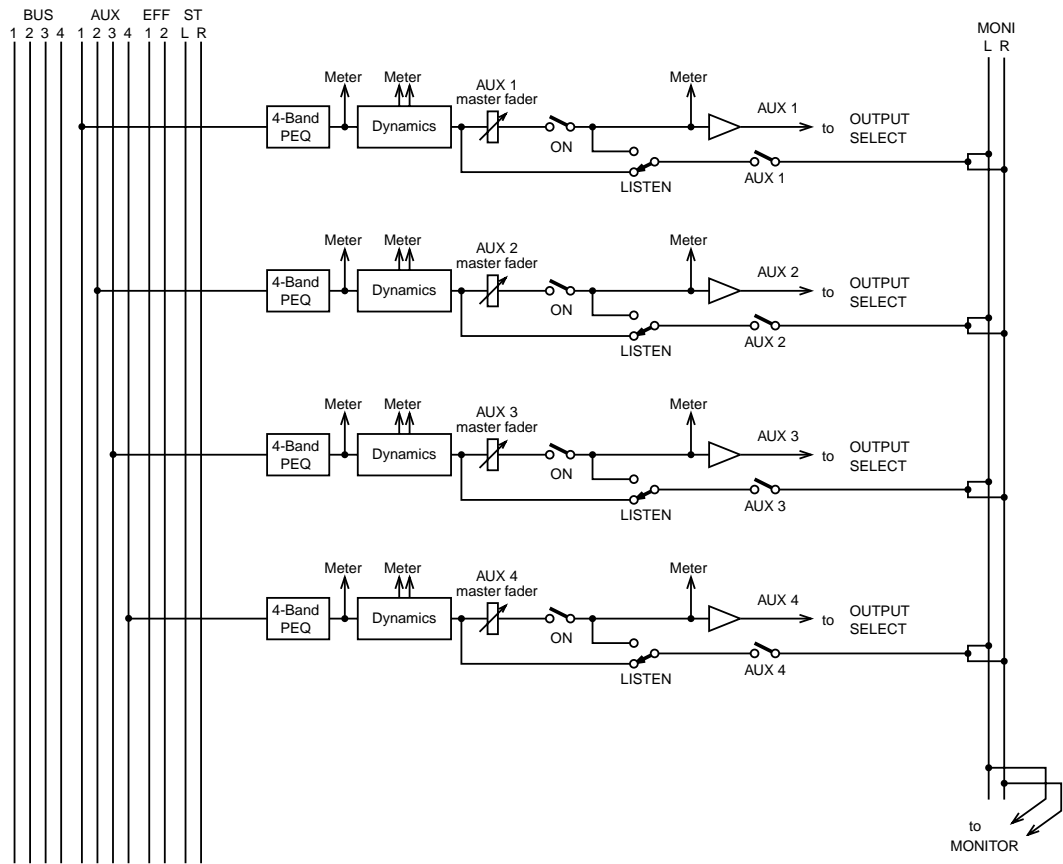 BUS AUX EFF ST
1 2 3 4 1 2 3 4 1 2 L R
MONI
L R
Meter Meter AUX 1 master fader Meter
4-Band PEQ Dynamics ON AUX 1 to OUTPUT SELECT
LISTEN AUX 1
Meter Meter AUX 2 master fader Meter
4-Band PEQ Dynamics ON AUX 2 to OUTPUT SELECT
LISTEN AUX 2
Meter Meter AUX 3 master fader Meter
4-Band PEQ Dynamics ON AUX 3 to OUTPUT SELECT
LISTEN AUX 3
Meter Meter AUX 4 master fader Meter
4-Band PEQ Dynamics ON AUX 4 to OUTPUT SELECT
LISTEN AUX 4
to
MONITOR